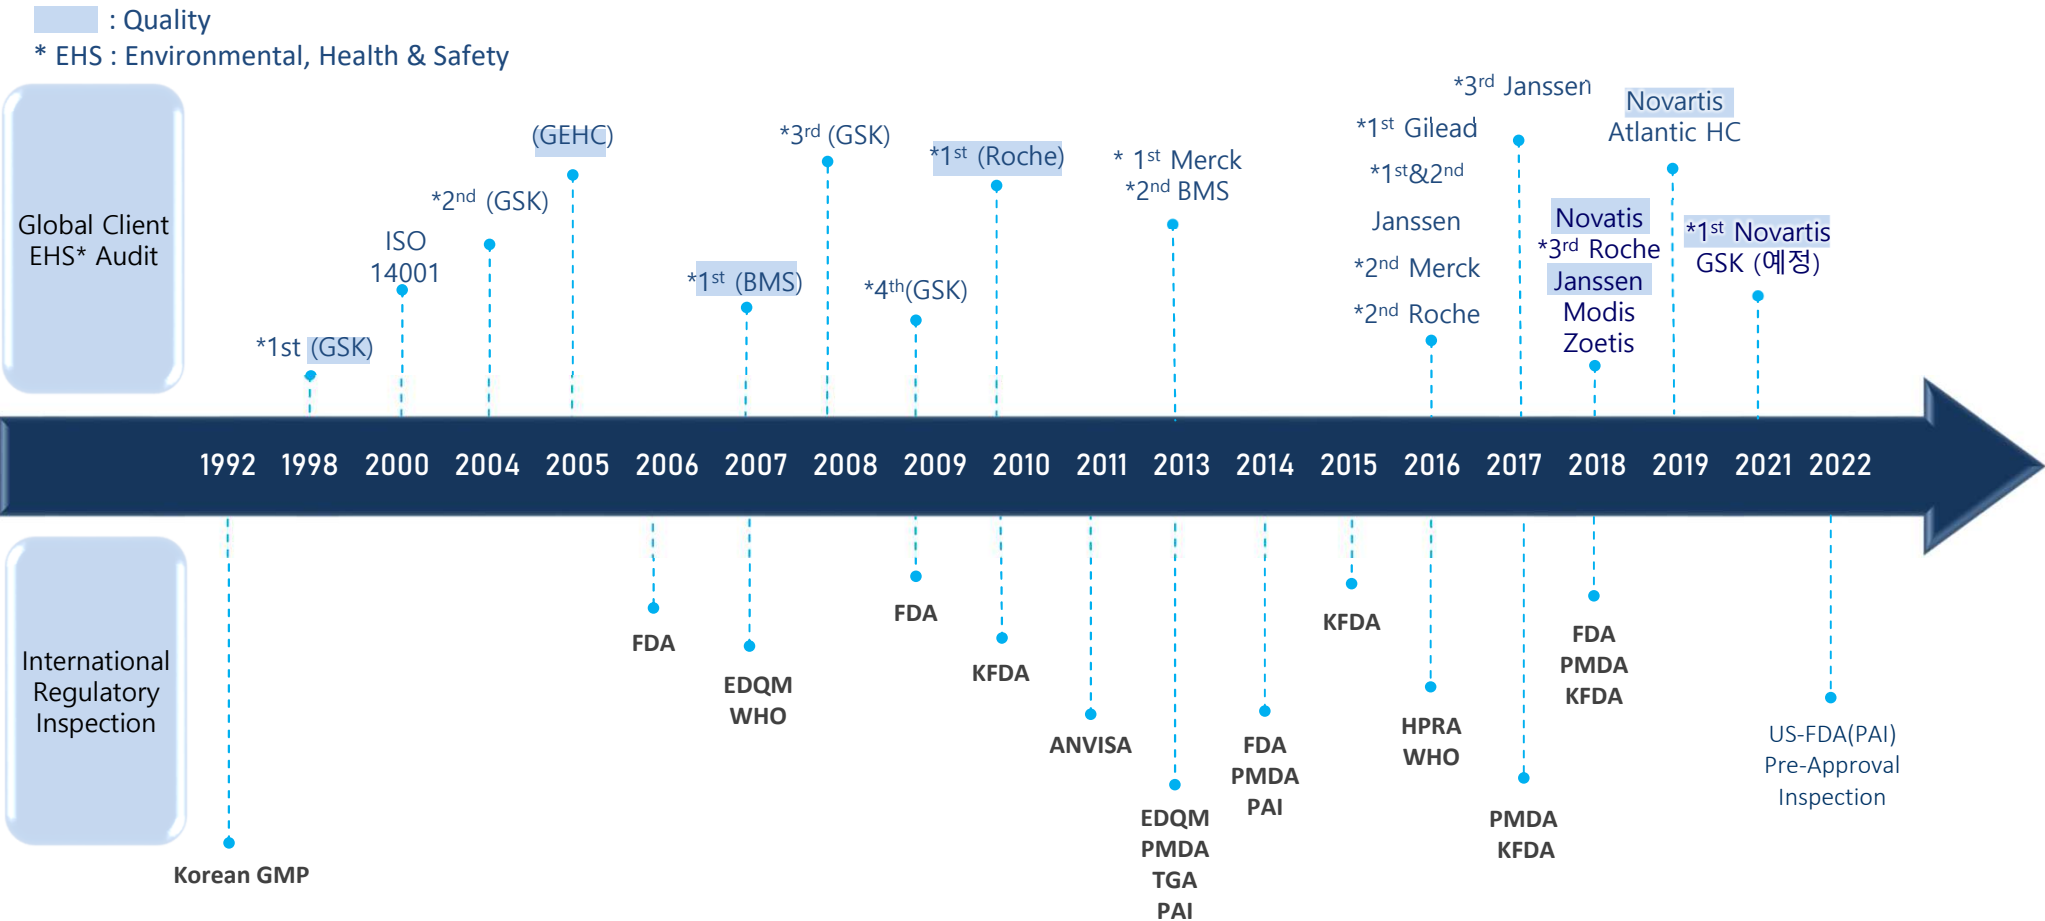 : Quality
* EHS : Environmental, Health & Safety
Global Client
EHS* Audit
*1st (GSK)
ISO
14001
*2nd (GSK)
(GEHC)
*1st (BMS)
*3rd (GSK)
*4th(GSK)
*1st (Roche)
* 1st Merck
*2nd BMS
*1st Gilead
*1st&2nd
Janssen
*2nd Merck
*2nd Roche
*3rd Janssen
Novatis
*3rd Roche
Janssen
Modis
Zoetis
Novartis
Atlantic HC
*1st Novartis
GSK (예정)
1992 1998 2000 2004 2005 2006 2007 2008 2009 2010 2011 2013 2014 2015 2016 2017 2018 2019 2021 2022
International
Regulatory
Inspection
Korean GMP
FDA
EDQM
WHO
FDA
KFDA
ANVISA
EDQM
PMDA
TGA
PAI
FDA
PMDA
PAI
KFDA
HPRA
WHO
PMDA
KFDA
FDA
PMDA
KFDA
US-FDA(PAI)
Pre-Approval
Inspection